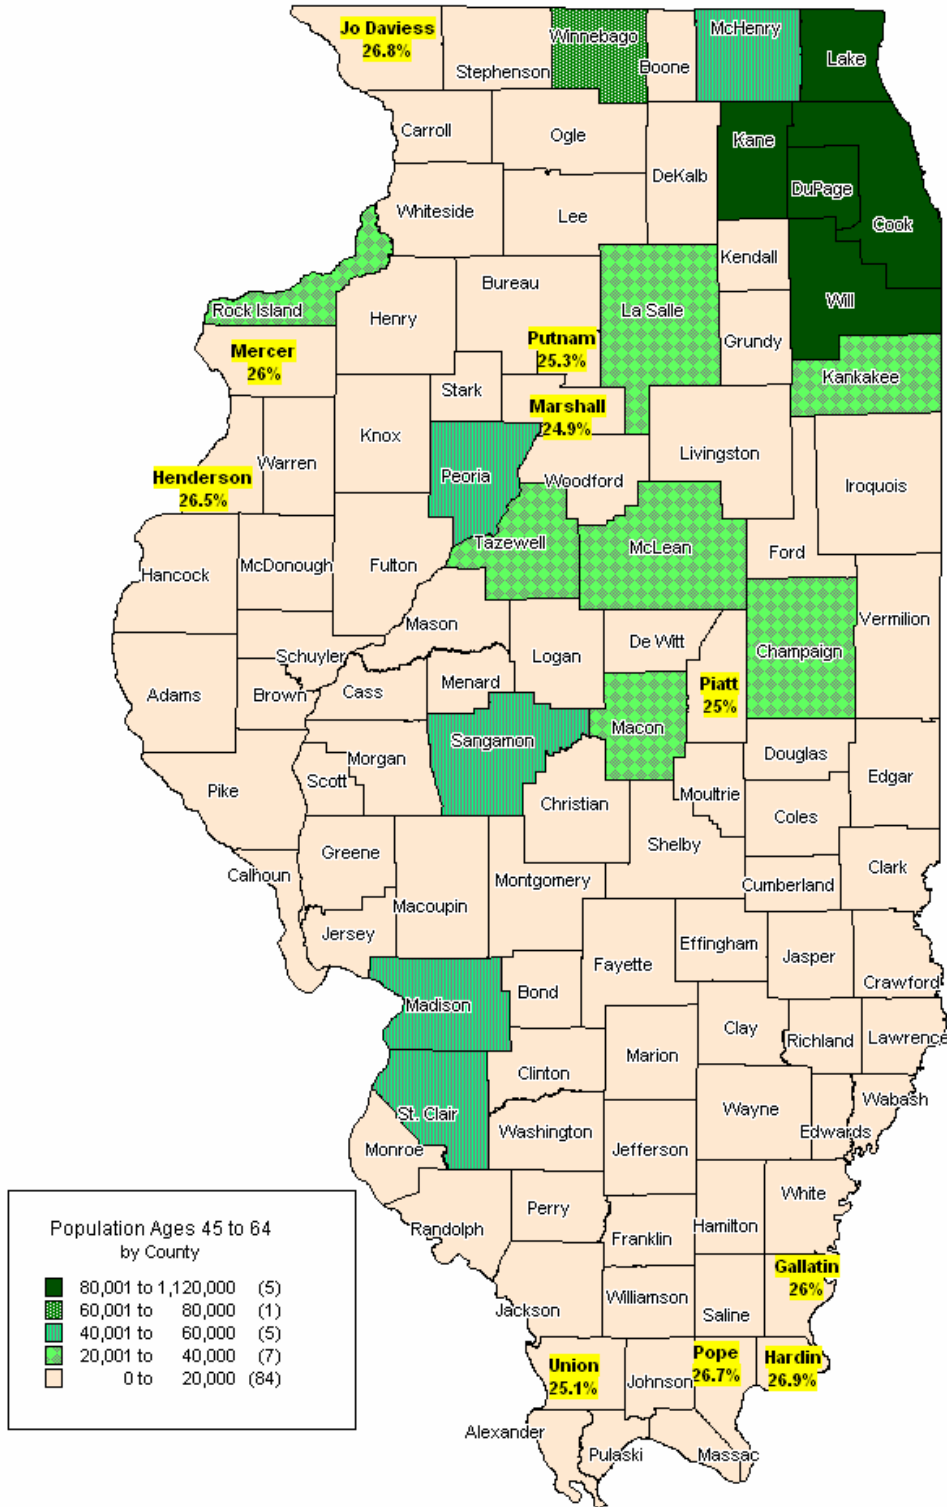 Jo Daviess
26.8%
Stephenson
Winnebago
Boone
McHenry
Lake
Carroll
Ogle
DeKalb
Kane
DuPage
Cook
Whiteside
Lee
Kendall
Will
Rock Island
Henry
Bureau
La Salle
Grundy
Kankakee
Mercer
26%
Putnam
25.3%
Stark
Marshall
24.9%
Henderson
26.5%
Warren
Knox
Peoria
Woodford
Livingston
Iroquois
Hancock
McDonough
Fulton
Tazewell
McLean
Ford
Vermilion
Mason
Schuyler
Logan
De Witt
Champaign
Adams
Brown
Cass
Menard
Piatt
25%
Macon
Sangamon
Morgan
Scott
Pike
Christian
Moultrie
Douglas
Edgar
Coles
Shelby
Greene
Calhoun
Macoupin
Montgomery
Cumberland
Clark
Jersey
Fayette
Effingham
Jasper
Crawford
Madison
Bond
Clay
Richland
Lawrence
Clinton
Marion
St. Clair
Washington
Wayne
Edwards
Wabash
Monroe
Jefferson
White
Randolph
Perry
Franklin
Hamilton
Gallatin
26%
Jackson
Williamson
Saline
Union
25.1%
Johnson
Pope
26.7%
Hardin
26.9%
Alexander
Pulaski
Massac
Population Ages 45 to 64
by County
80,001 to 1,120,000 (5)
60,001 to 80,000 (1)
40,001 to 60,000 (5)
20,001 to 40,000 (7)
0 to 20,000 (84)